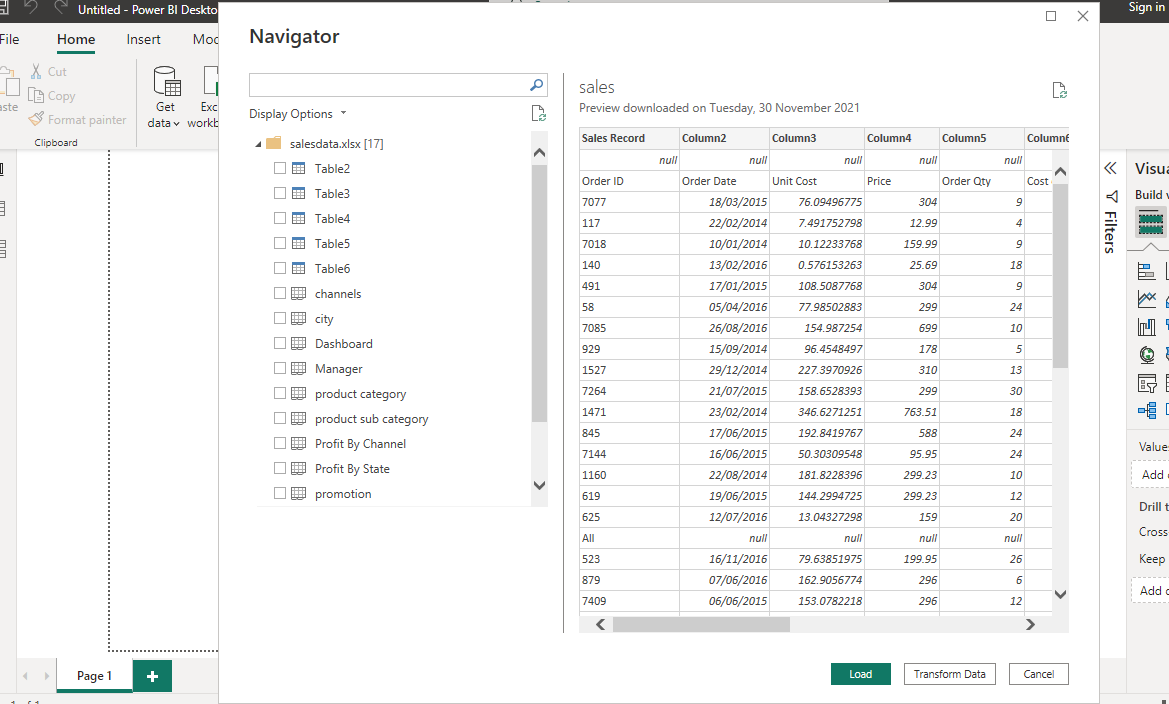 Untitled - Power BI Deskto
Sign in
File Home Insert Mod
Cut
Copy
Format painter
Clipboard
Get data
Exc
workb
Navigator
Display Options
salesdata.xlsx [17]
Table2
Table3
Table4
Table5
Table6
channels
city
Dashboard
Manager
product category
product sub category
Profit By Channel
Profit By State
promotion
sales
Preview downloaded on Tuesday, 30 November 2021
Sales Record Column2 Column3 Column4 Column5 Column6
null null null null null
Order ID Order Date Unit Cost Price Order Qty Cost
7077 18/03/2015 76.09496775 304 9
117 22/02/2014 7.491752798 12.99 4
7018 10/01/2014 10.12233768 159.99 9
140 13/02/2016 0.576153263 25.69 18
491 17/01/2015 108.5087768 304 9
58 05/04/2016 77.98502883 299 24
7085 26/08/2016 154.987254 699 10
929 15/09/2014 96.4548497 178 5
1527 29/12/2014 227.3970926 310 13
7264 21/07/2015 158.6528393 299 30
1471 23/02/2014 346.6271251 763.51 18
845 17/06/2015 192.8419767 588 24
7144 16/06/2015 50.30309548 95.95 24
1160 22/08/2014 181.8228396 299.23 10
619 19/06/2015 144.2994725 299.23 12
625 12/07/2016 13.04327298 159 20
All null null null null
523 16/11/2016 79.63851975 199.95 26
879 07/06/2016 162.9056774 296 6
7409 06/06/2015 153.0782218 296 12
Load Transform Data Cancel
Filters
Visua
Build v
Value
Add
Drill t
Cross
Keep
Add
Page 1